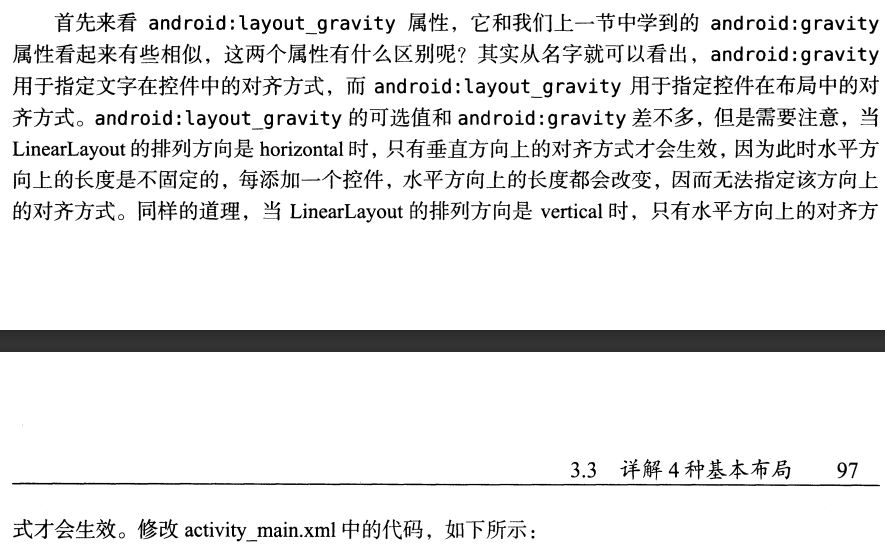 首先来看 android:layout_gravity 属性，它和我们上一节中学到的 android:gravity
属性看起来有些相似，这两个属性有什么区别呢？其实从名字就可以看出，android:gravity
用于指定文字在控件中的对齐方式，而 android:layout_gravity 用于指定控件在布局中的对
齐方式。android:layout_gravity 的可选值和 android:gravity 差不多，但是需要注意，当
LinearLayout 的排列方向是 horizontal 时，只有垂直方向上的对齐方式才会生效，因为此时水平方
向上的长度是不固定的，每添加一个控件，水平方向上的长度都会改变，因而无法指定该方向上
的对齐方式。同样的道理，当 LinearLayout 的排列方向是 vertical 时，只有水平方向上的对齐方
3.3 详解 4 种基本布局 97
式才会生效。修改 activity_main.xml 中的代码，如下所示：